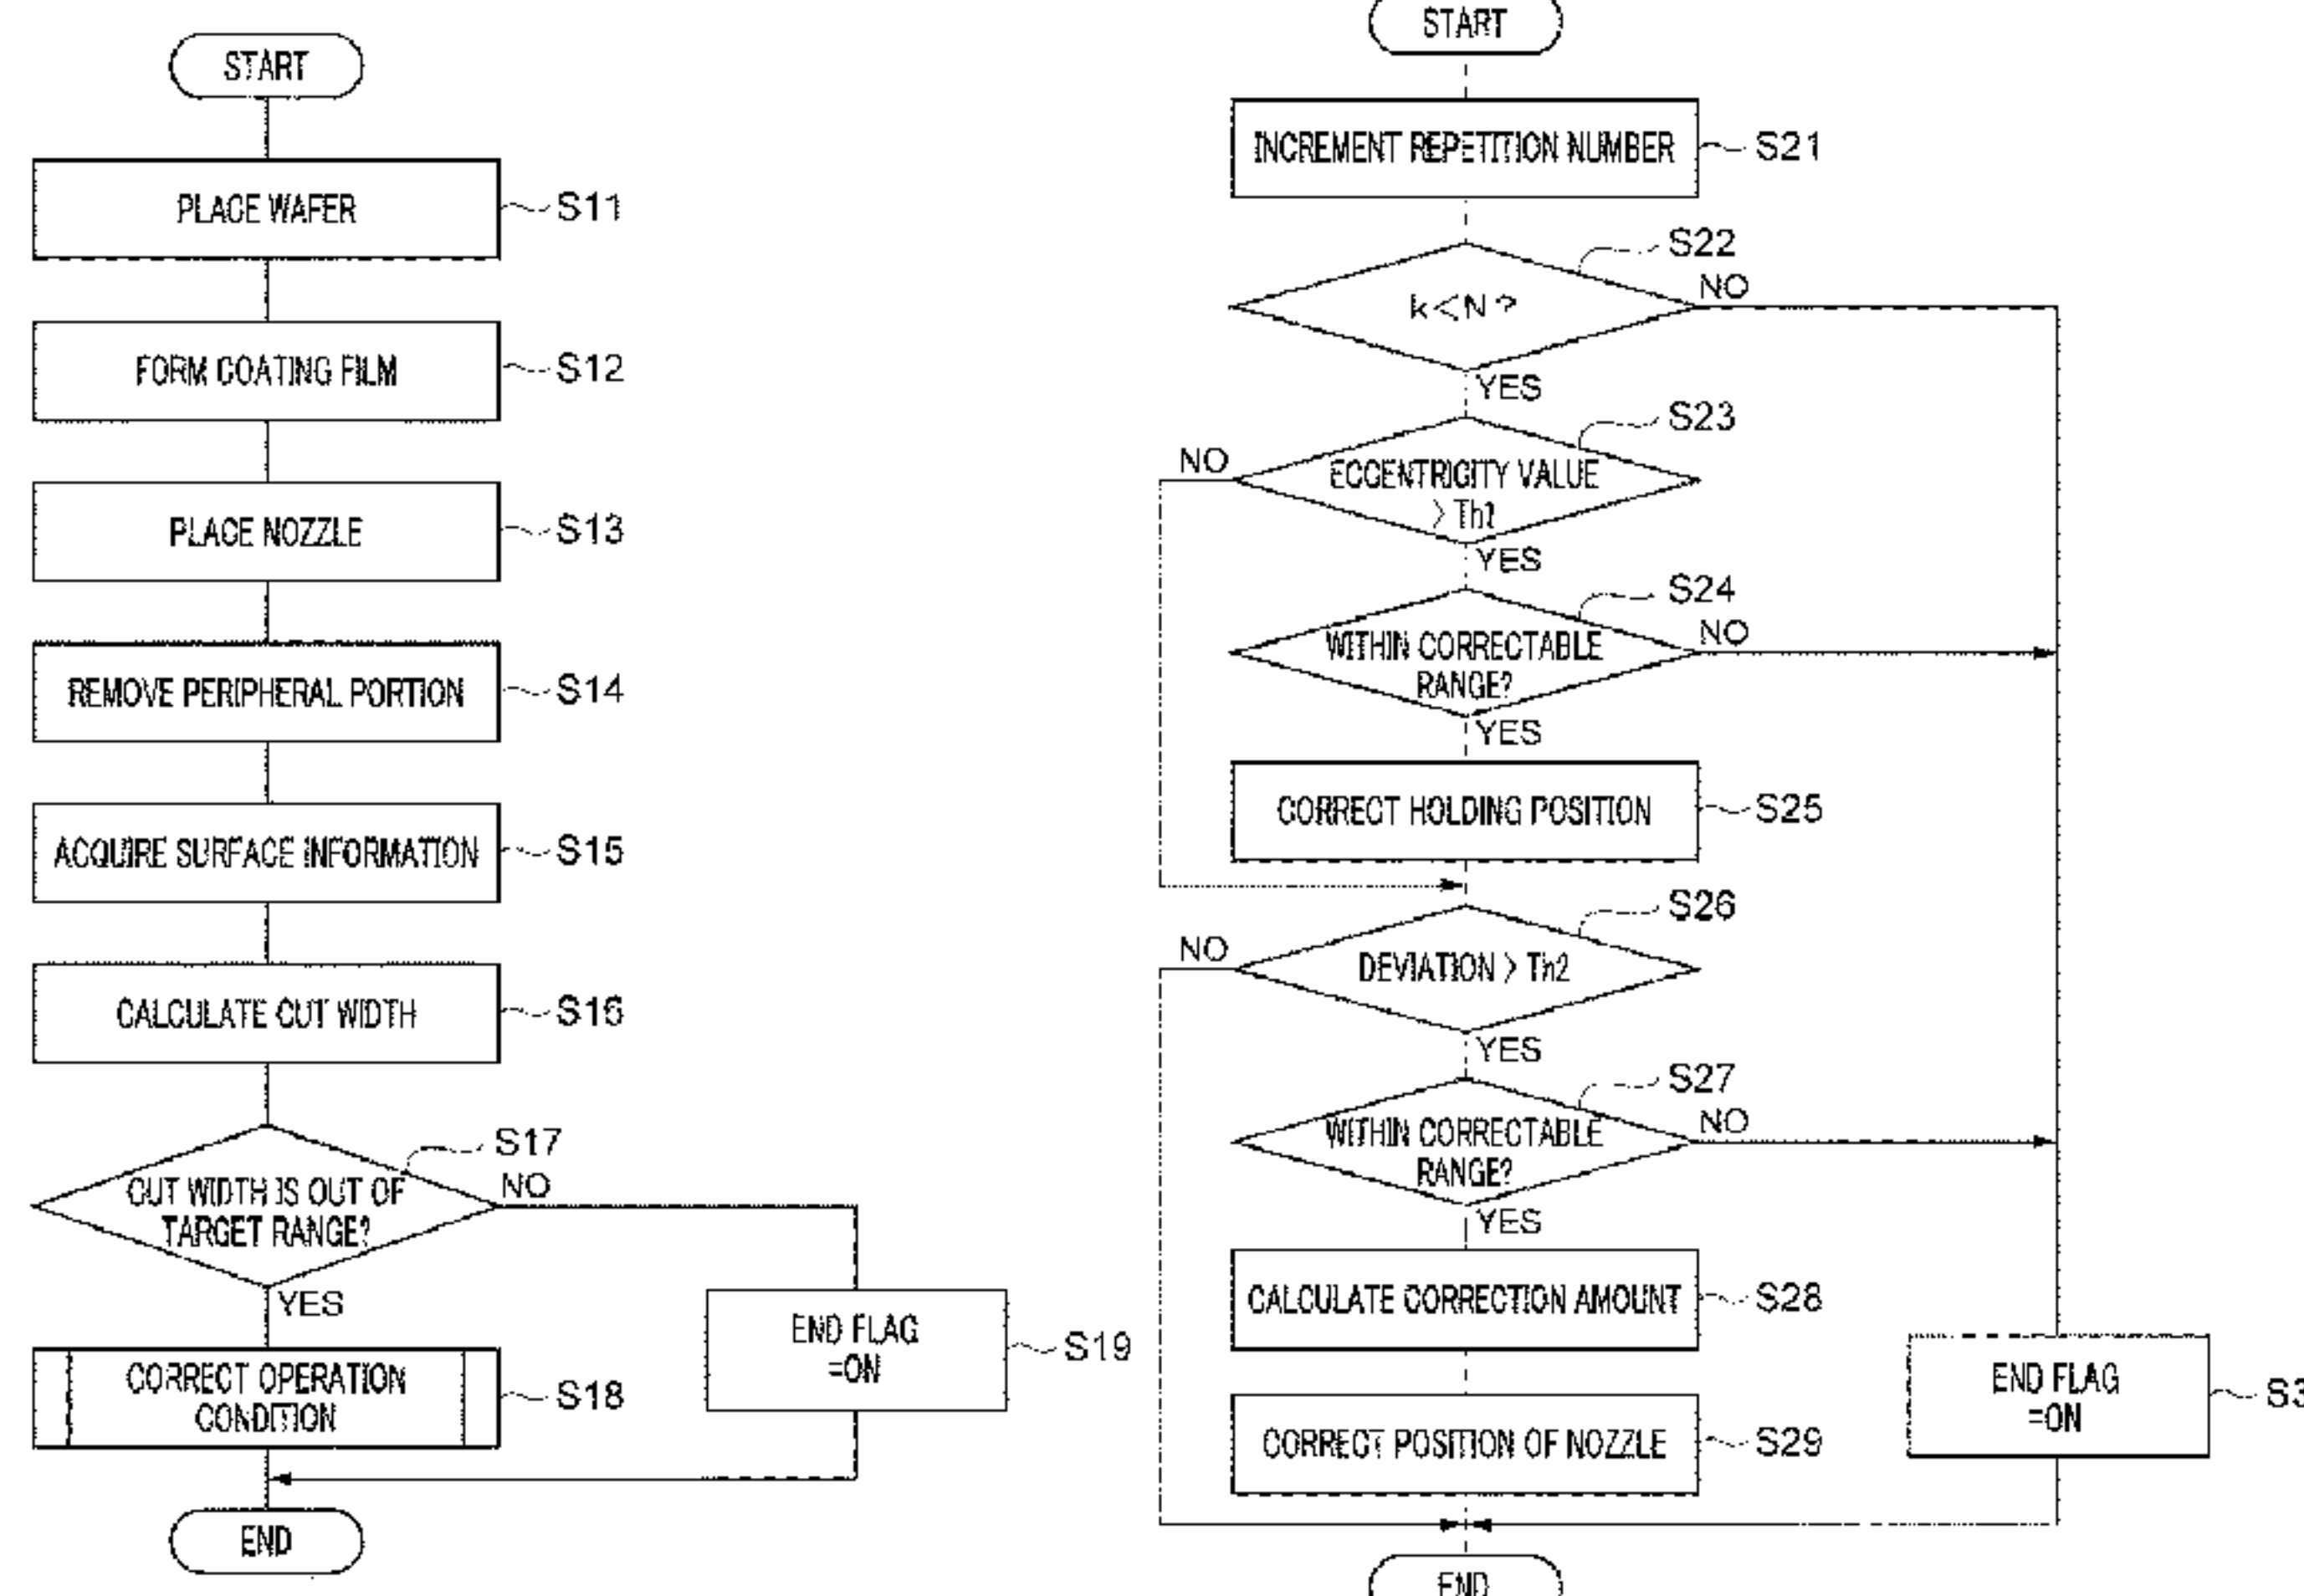 START
PLACE WAFER
S11
FORM COATING FILM
S12
PLACE NOZZLE
S13
REMOVE PERIPHERAL PORTION
S14
ACQUIRE SURFACE INFORMATION
S15
CALCULATE CUT WIDTH
S16
S17
CUT WIDTH IS OUT OF
TARGET RANGE?
NO
YES
CORRECT OPERATION
CONDITION
S18
END FLAG
=ON
S19
END
START
INCREMENT REPETITION NUMBER
S21
S22
k<N ?
NO
YES
S23
NO
ECCENTRICITY VALUE
> Th1
YES
S24
WITHIN CORRECTABLE
RANGE?
NO
YES
CORRECT HOLDING POSITION
S25
S26
NO
DEVIATION > Th2
YES
S27
WITHIN CORRECTABLE
RANGE?
NO
YES
CALCULATE CORRECTION AMOUNT
S28
CORRECT POSITION OF NOZZLE
S29
END FLAG
=ON
END